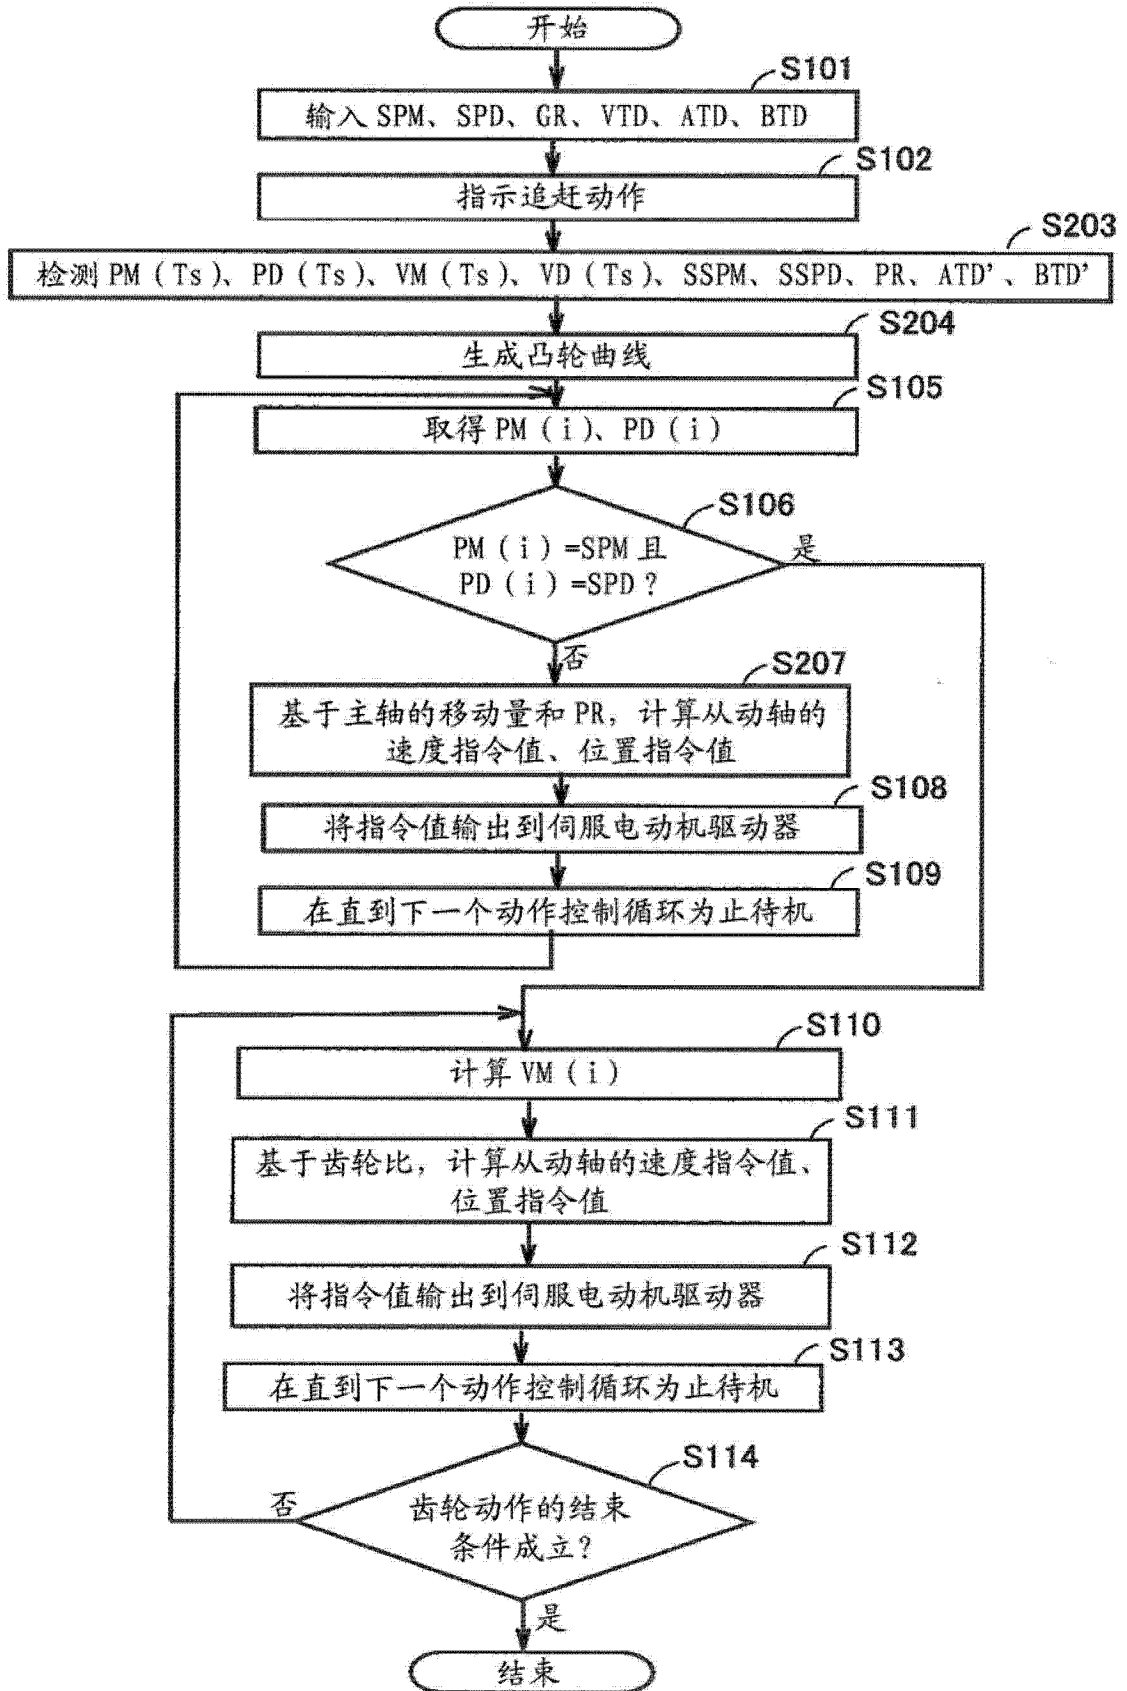 开始
S101
输入 SPM、SPD、GR、VTD、ATD、BTD
S102
指示追赶动作
S203
检测 PM（Ts）、PD（Ts）、VM（Ts）、VD（Ts）、SSPM、SSPD、PR、ATD'、BTD'
S204
生成凸轮曲线
S105
取得 PM（i）、PD（i）
S106
PM（i）=SPM 且
PD（i）=SPD？
是
否
S207
基于主轴的移动量和 PR，计算从动轴的
速度指令值、位置指令值
S108
将指令值输出到伺服电动机驱动器
S109
在直到下一个动作控制循环为止待机
S110
计算 VM（i）
S111
基于齿轮比，计算从动轴的速度指令值、
位置指令值
S112
将指令值输出到伺服电动机驱动器
S113
在直到下一个动作控制循环为止待机
S114
否
齿轮动作的结束
条件成立？
是
结束